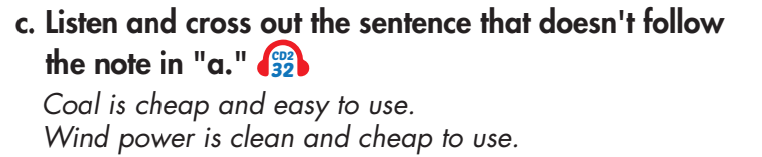 c. Listen and cross out the sentence that doesn't follow
the note in "a." CD2 32
Coal is cheap and easy to use.
Wind power is clean and cheap to use.